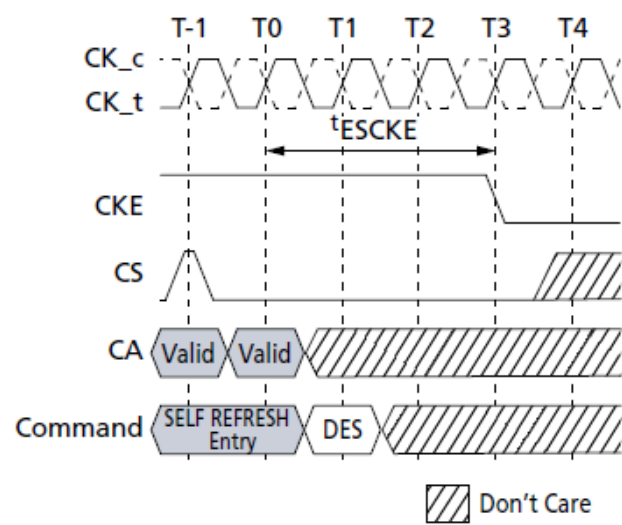 T-1 T0 T1 T2 T3 T4
CK_c
CK_t
tESCKE
CKE
CS
CA Valid Valid
Command SELF REFRESH Entry DES
Don't Care